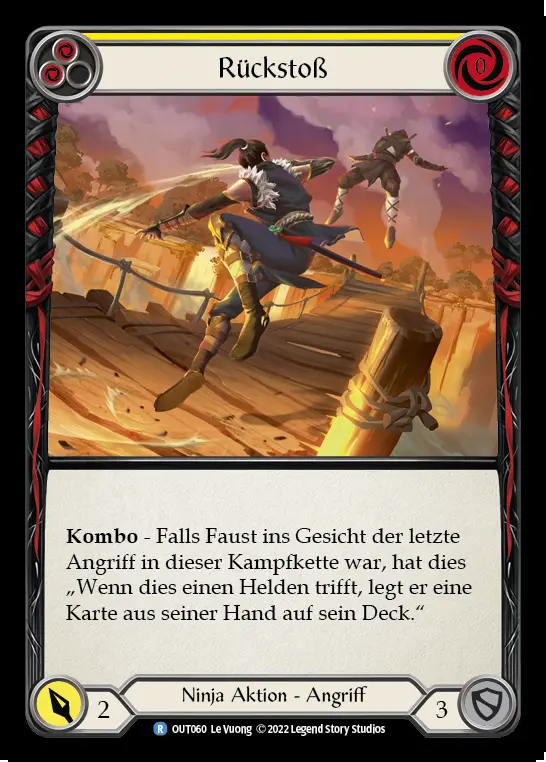 Rückstoß
0
Kombo - Falls Faust ins Gesicht der letzte
Angriff in dieser Kampfkette war, hat dies
„Wenn dies einen Helden trifft, legt er eine
Karte aus seiner Hand auf sein Deck.“
2
Ninja Aktion - Angriff
3
R OUT060 Le Vuong © 2022 Legend Story Studios